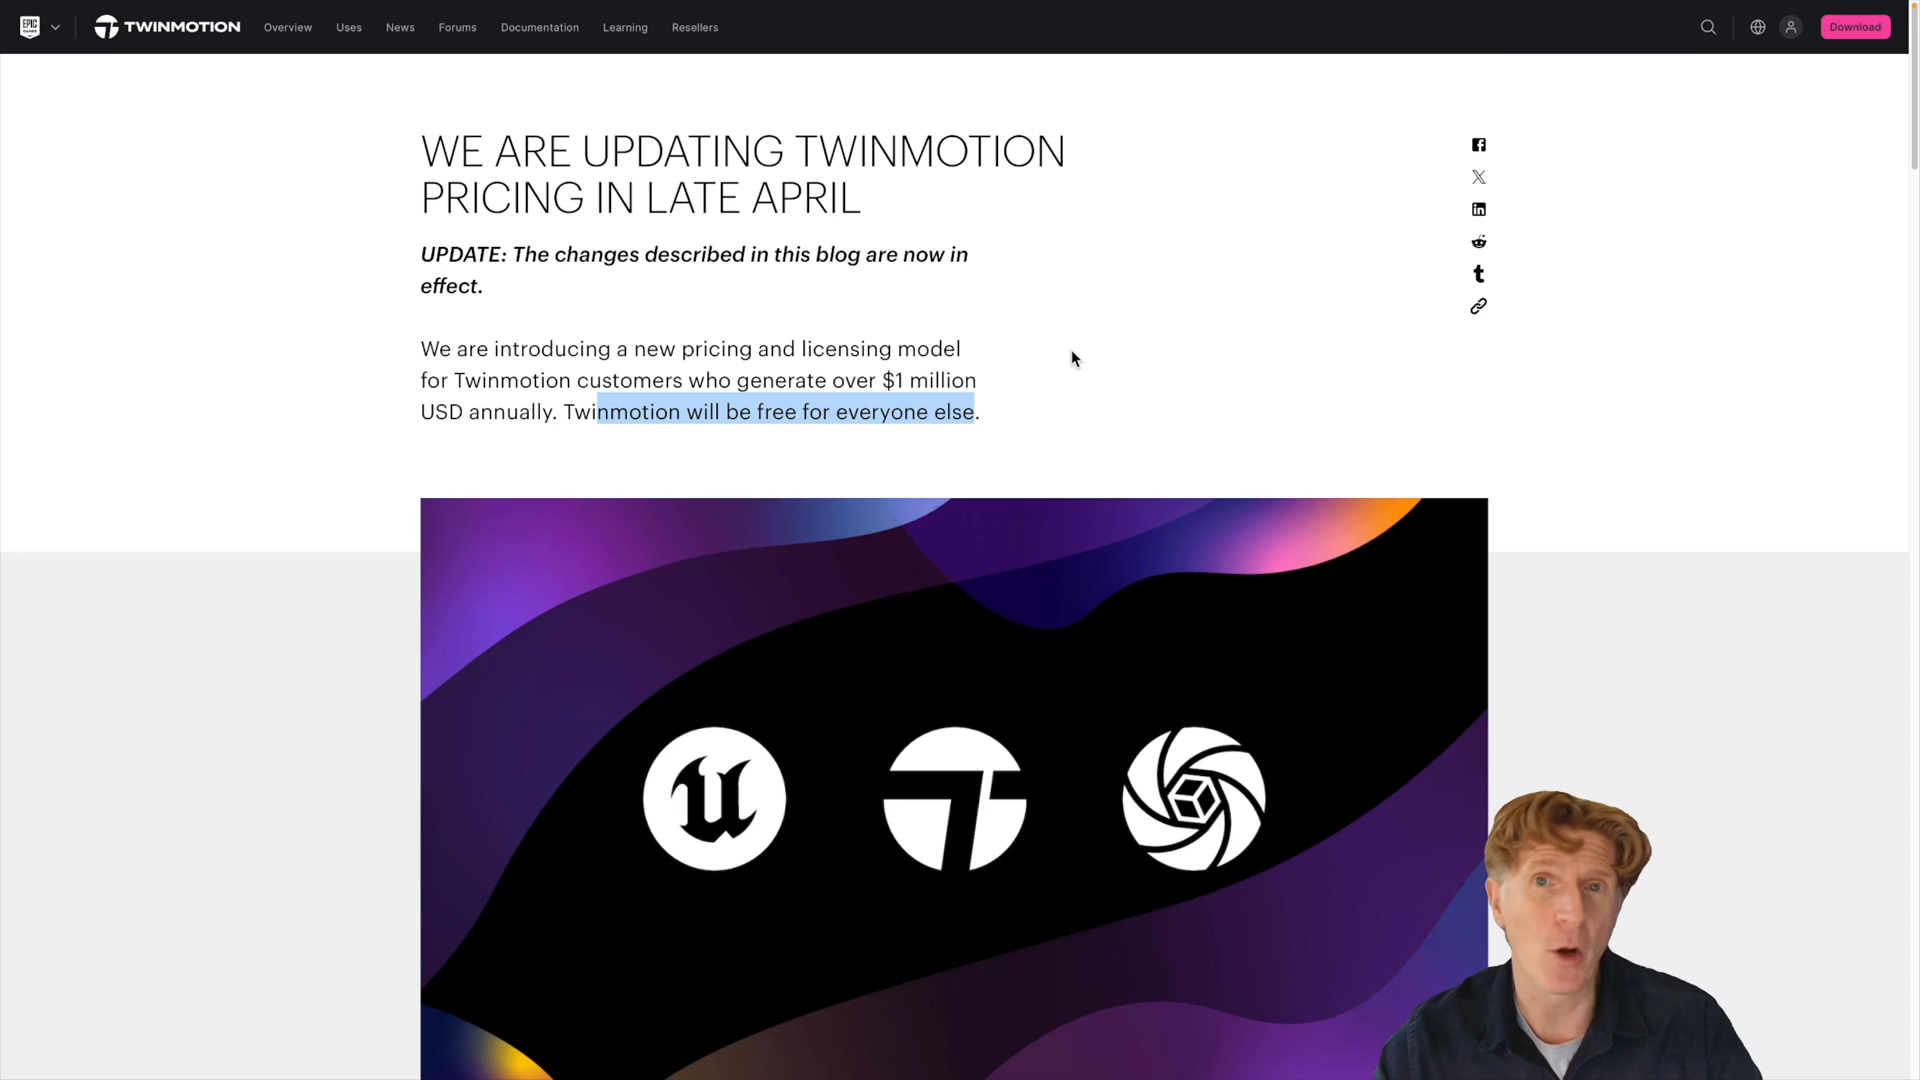 EPIC GAMES
TWINMOTION
Overview
Uses
News
Forums
Documentation
Learning
Resellers
Download
WE ARE UPDATING TWINMOTION
PRICING IN LATE APRIL
UPDATE: The changes described in this blog are now in
effect.
We are introducing a new pricing and licensing model
for Twinmotion customers who generate over $1 million
USD annually. Twinmotion will be free for everyone else.